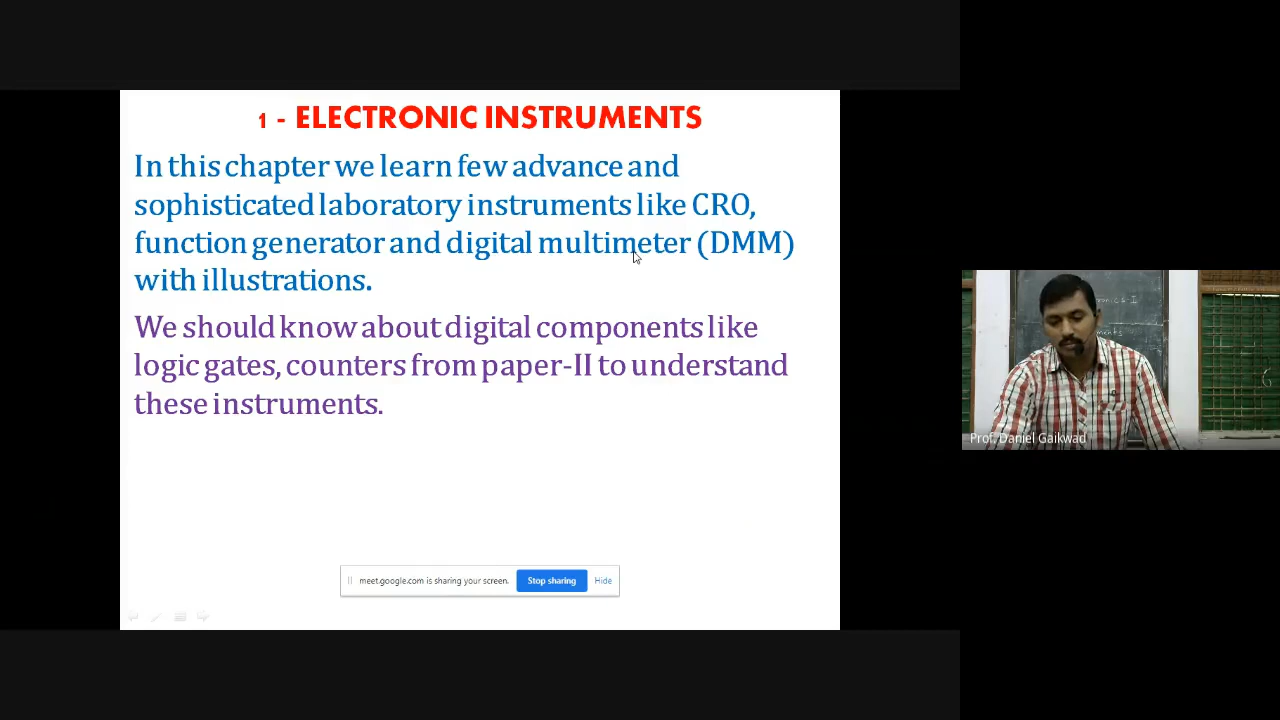 1 - ELECTRONIC INSTRUMENTS
In this chapter we learn few advance and
sophisticated laboratory instruments like CRO,
function generator and digital multimeter (DMM)
with illustrations.
We should know about digital components like
logic gates, counters from paper-II to understand
these instruments.
meet.google.com is sharing your screen. Stop sharing Hide
Prof. Daniel Gaikwad